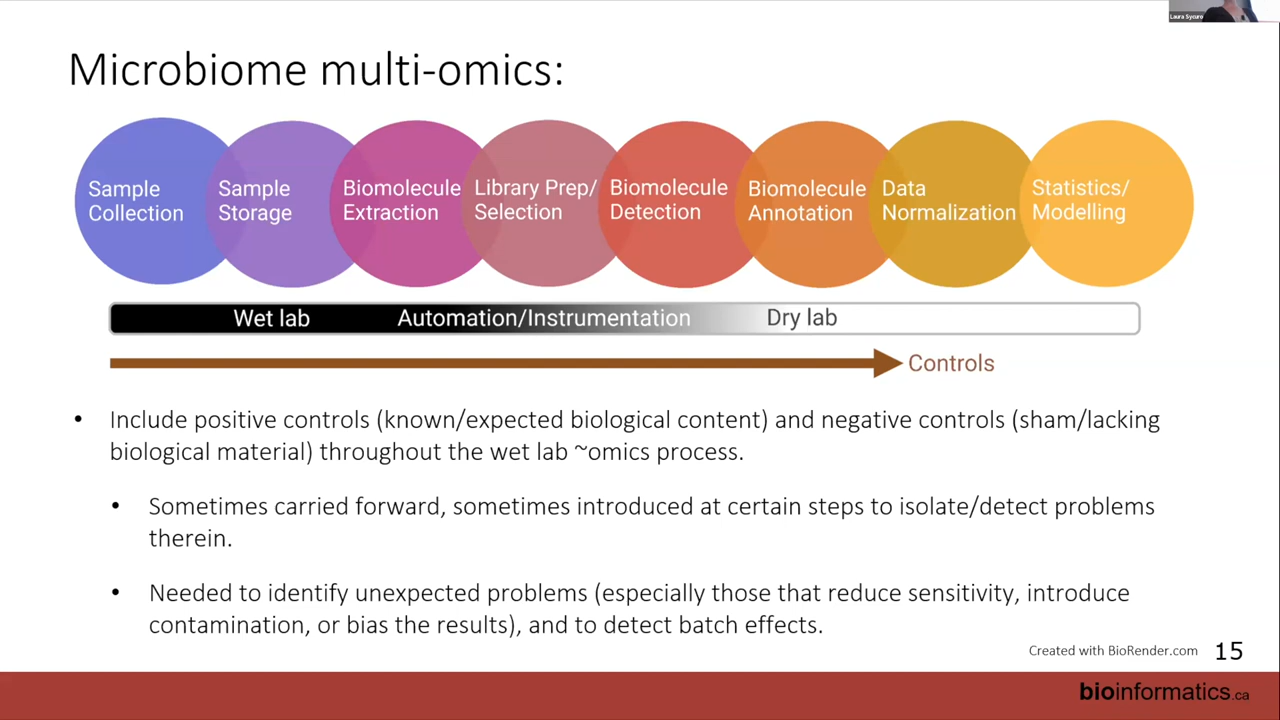 Laura Sycuro
Microbiome multi-omics:
Sample
Collection
Sample
Storage
Biomolecule
Extraction
Library Prep/
Selection
Biomolecule
Detection
Biomolecule
Annotation
Data
Normalization
Statistics/
Modelling
Wet lab
Automation/Instrumentation
Dry lab
Controls
• Include positive controls (known/expected biological content) and negative controls (sham/lacking
biological material) throughout the wet lab ~omics process.
• Sometimes carried forward, sometimes introduced at certain steps to isolate/detect problems
therein.
• Needed to identify unexpected problems (especially those that reduce sensitivity, introduce
contamination, or bias the results), and to detect batch effects.
Created with BioRender.com
15
bioinformatics.ca